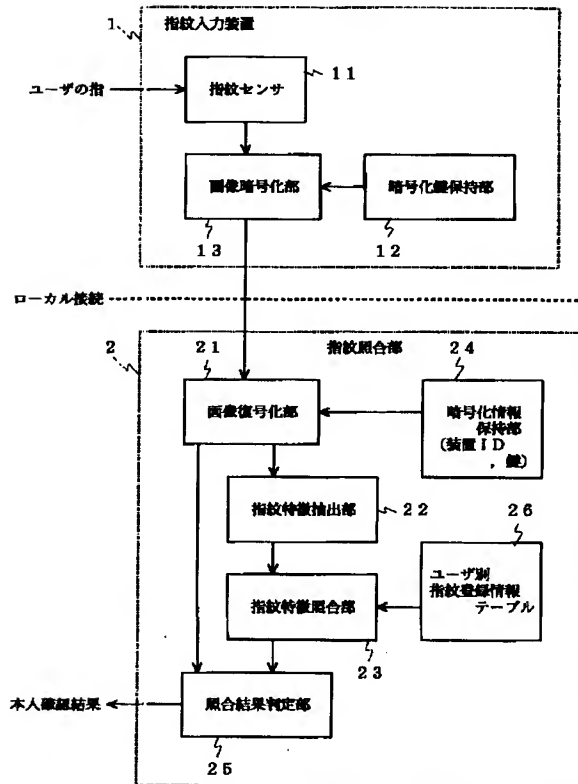 1
指紋入力装置
11
ユーザの指
指紋センサ
画像暗号化部
暗号化鍵保持部
13
12
ローカル接続
2
21
指紋照合部
24
画像復号化部
暗号化情報
保持部
(装置ID
,鍵)
指紋特徴抽出部
22
26
指紋特徴照合部
ユーザ別
指紋登録情報
テーブル
23
本人確認結果
照合結果判定部
25